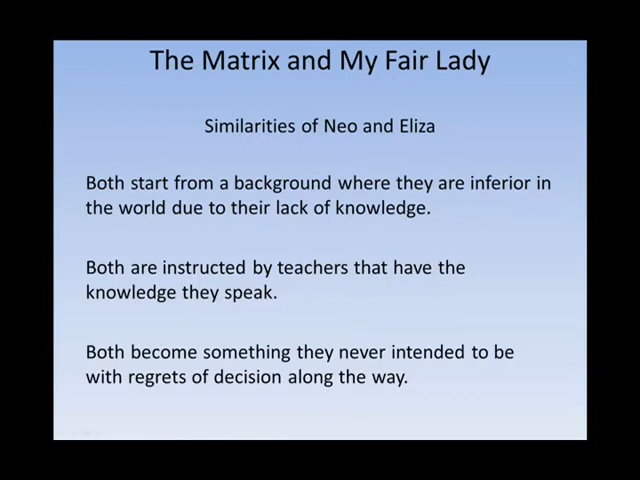 The Matrix and My Fair Lady
Similarities of Neo and Eliza
Both start from a background where they are inferior in
the world due to their lack of knowledge.
Both are instructed by teachers that have the
knowledge they speak.
Both become something they never intended to be
with regrets of decision along the way.